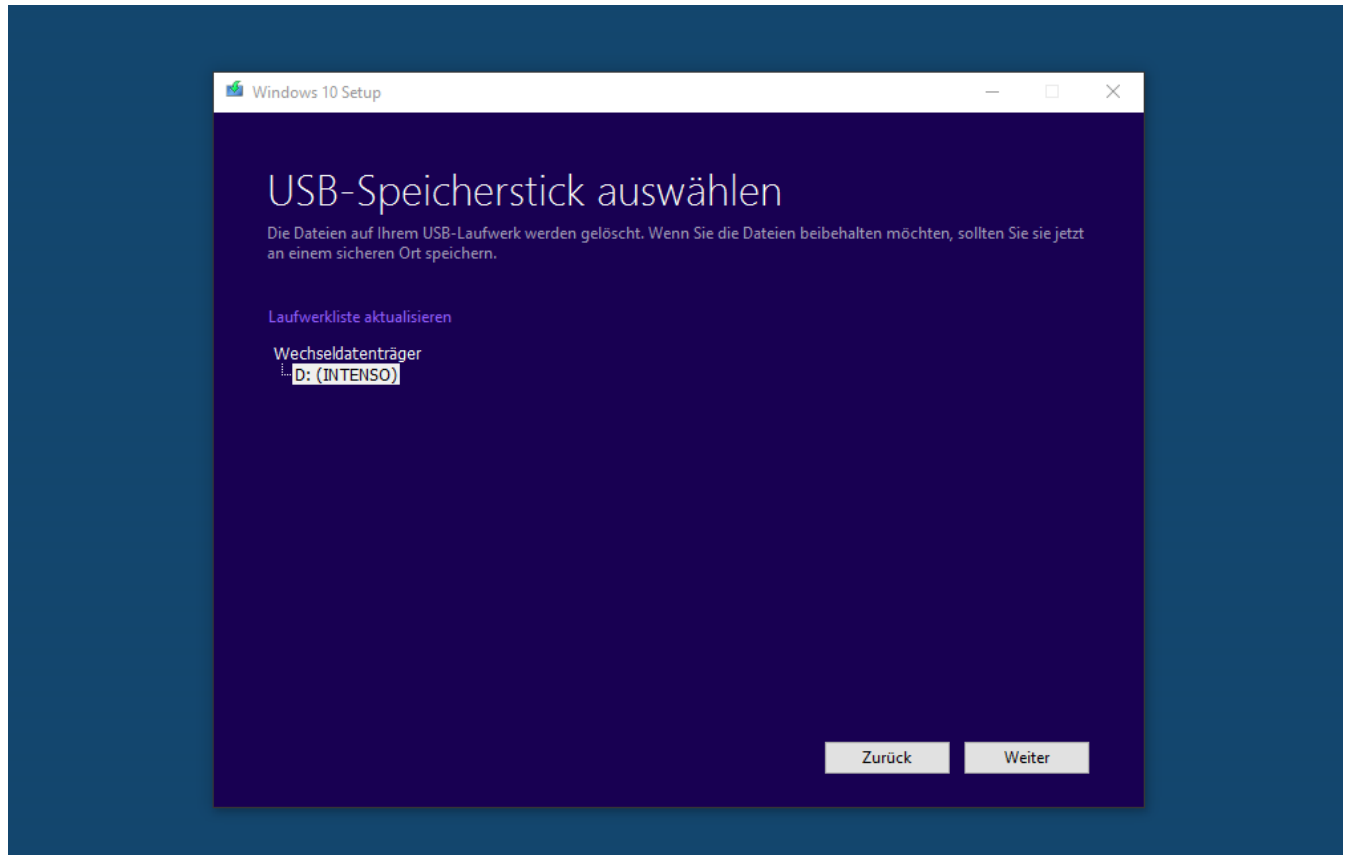 Windows 10 Setup
USB-Speicherstick auswählen
Die Dateien auf Ihrem USB-Laufwerk werden gelöscht. Wenn Sie die Dateien beibehalten möchten, sollten Sie sie jetzt
an einem sicheren Ort speichern.
Laufwerkliste aktualisieren
Wechseldatenträger
D: (INTENSO)
Zurück Weiter